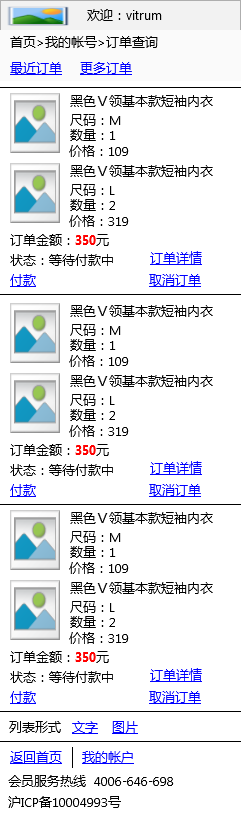 欢迎：vitrum
首页>我的帐号>订单查询
最近订单 更多订单
黑色V领基本款短袖内衣
尺码：M
数量：1
价格：109
黑色V领基本款短袖内衣
尺码：L
数量：2
价格：319
订单金额：350元
状态：等待付款中 订单详情
付款 取消订单
黑色V领基本款短袖内衣
尺码：M
数量：1
价格：109
黑色V领基本款短袖内衣
尺码：L
数量：2
价格：319
订单金额：350元
状态：等待付款中 订单详情
付款 取消订单
黑色V领基本款短袖内衣
尺码：M
数量：1
价格：109
黑色V领基本款短袖内衣
尺码：L
数量：2
价格：319
订单金额：350元
状态：等待付款中 订单详情
付款 取消订单
列表形式 文字 图片
返回首页 我的帐户
会员服务热线 4006-646-698
沪ICP备10004993号